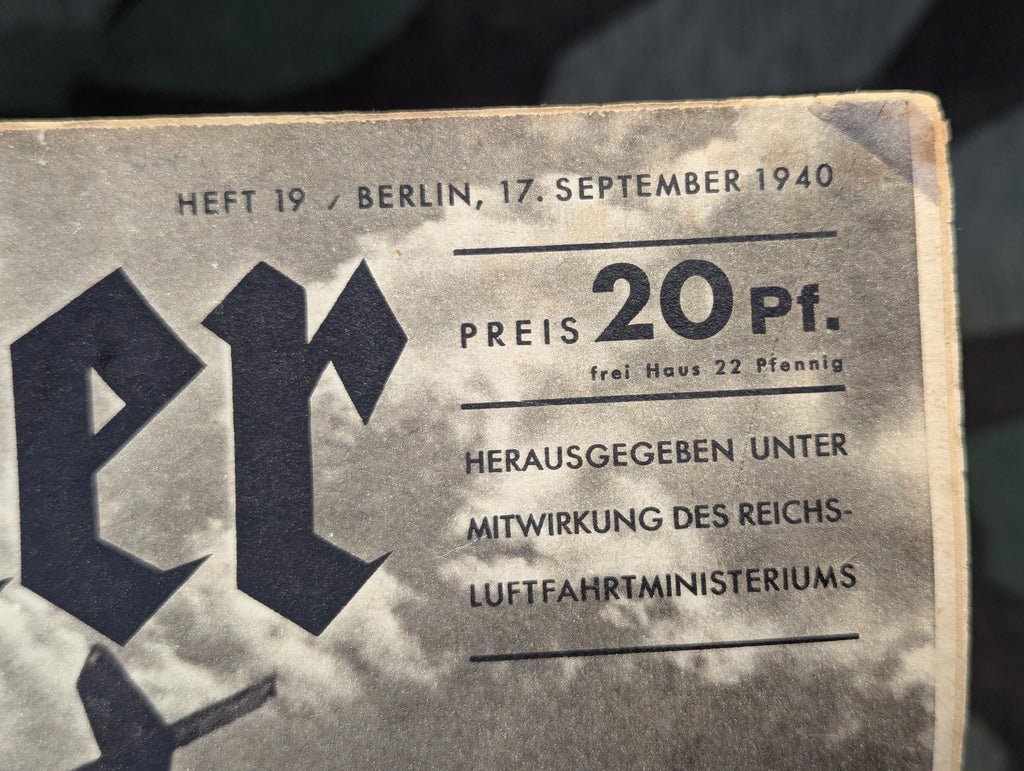 HEFT 19 / BERLIN, 17. SEPTEMBER 1940
er
PREIS 20 Pf.
frei Haus 22 Pfennig
HERAUSGEGEBEN UNTER
MITWIRKUNG DES REICHS-
LUFTFAHRTMINISTERIUMS